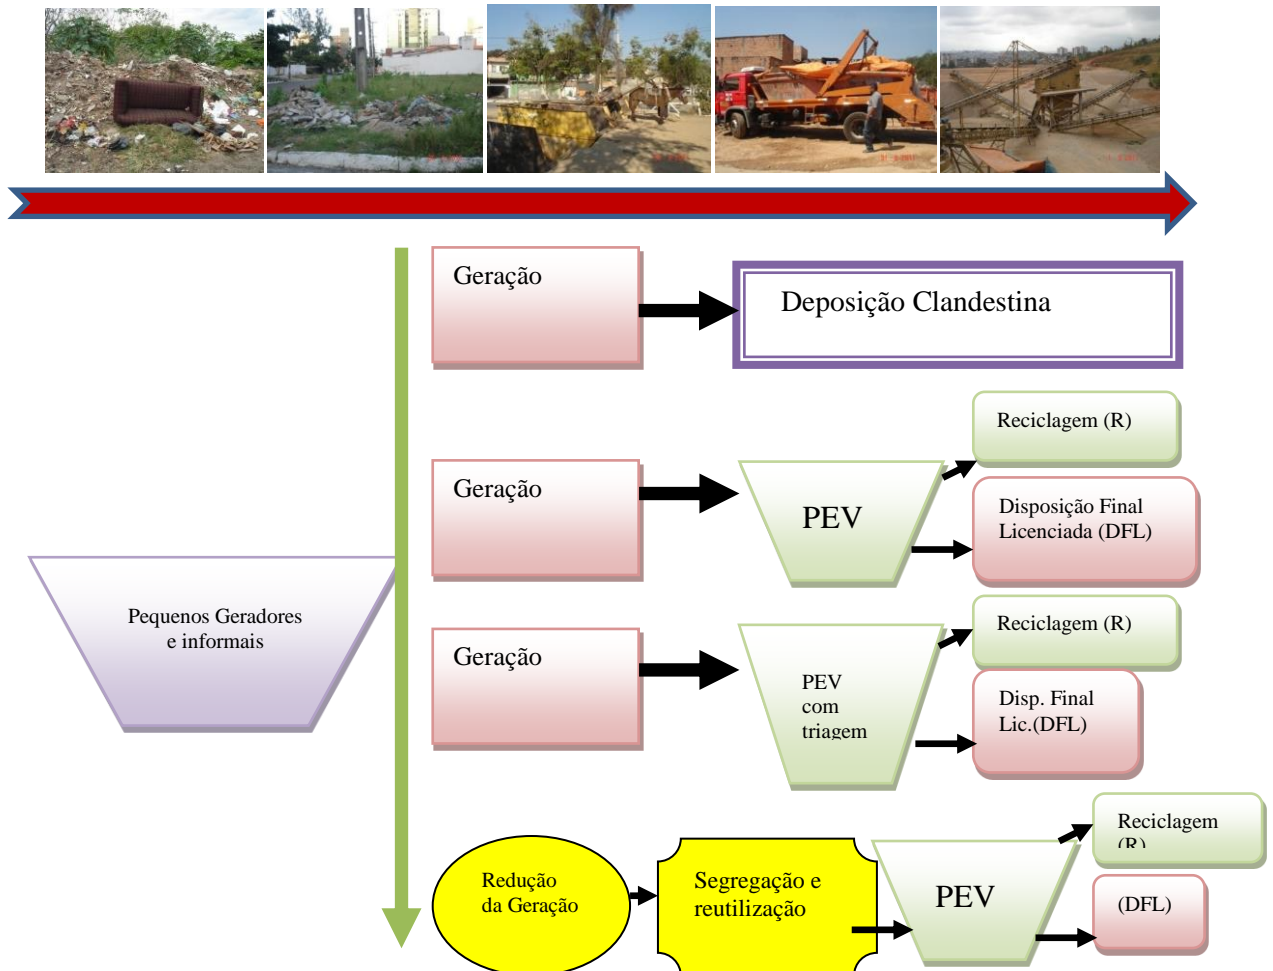 Geração
Deposição Clandestina
Reciclagem (R)
Geração
PEV
Disposição Final
Licenciada (DFL)
Pequenos Geradores
e informais
Reciclagem (R)
Geração
PEV
com
triagem
Disp. Final
Lic.(DFL)
Reciclagem
(R)
Redução
da Geração
Segregação e
reutilização
PEV
(DFL)